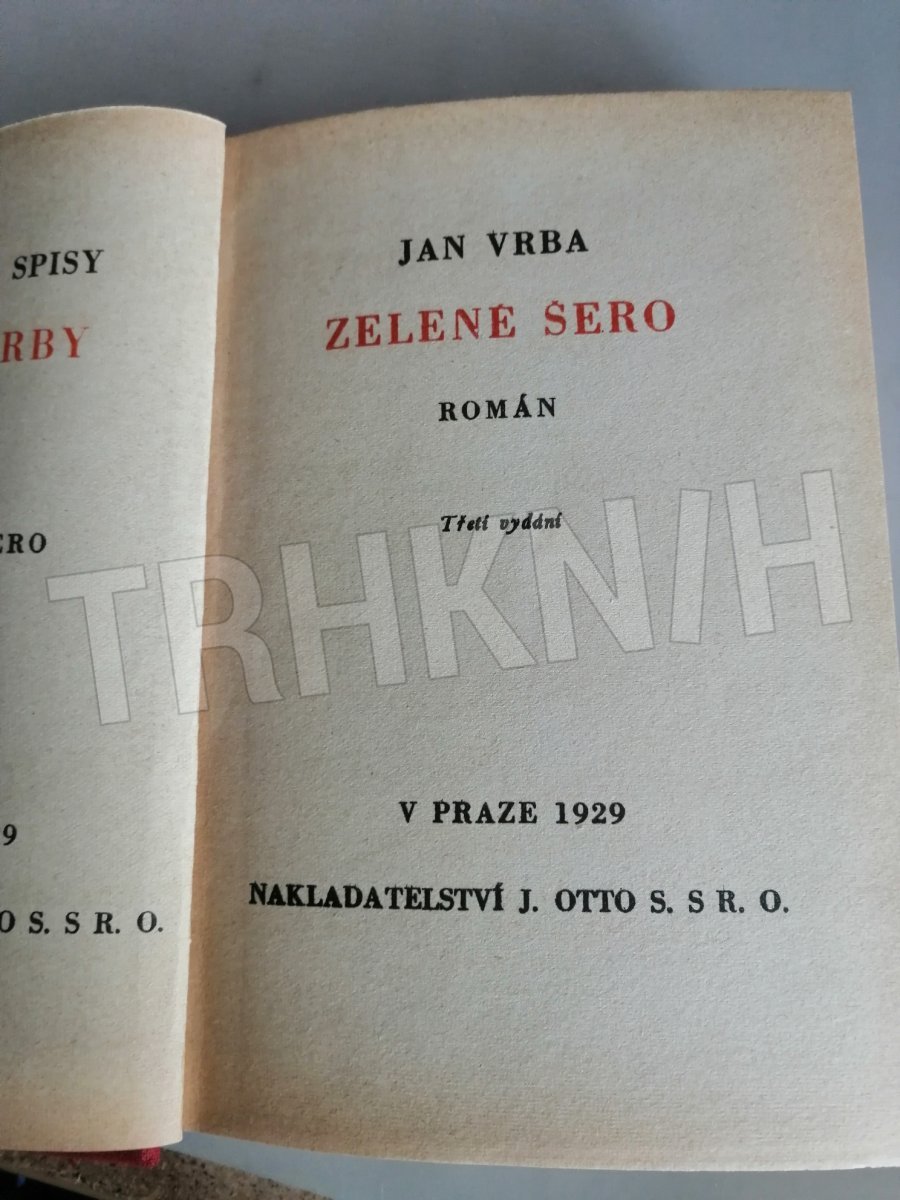 SPISY
RBY
ERO
9
O S. S R. O.
JAN VRBA
ZELENÉ ŠERO
ROMÁN
Třetí vydání
V PRAZE 1929
NAKLADATELSTVÍ J. OTTO S. S R. O.
TRHKNIH